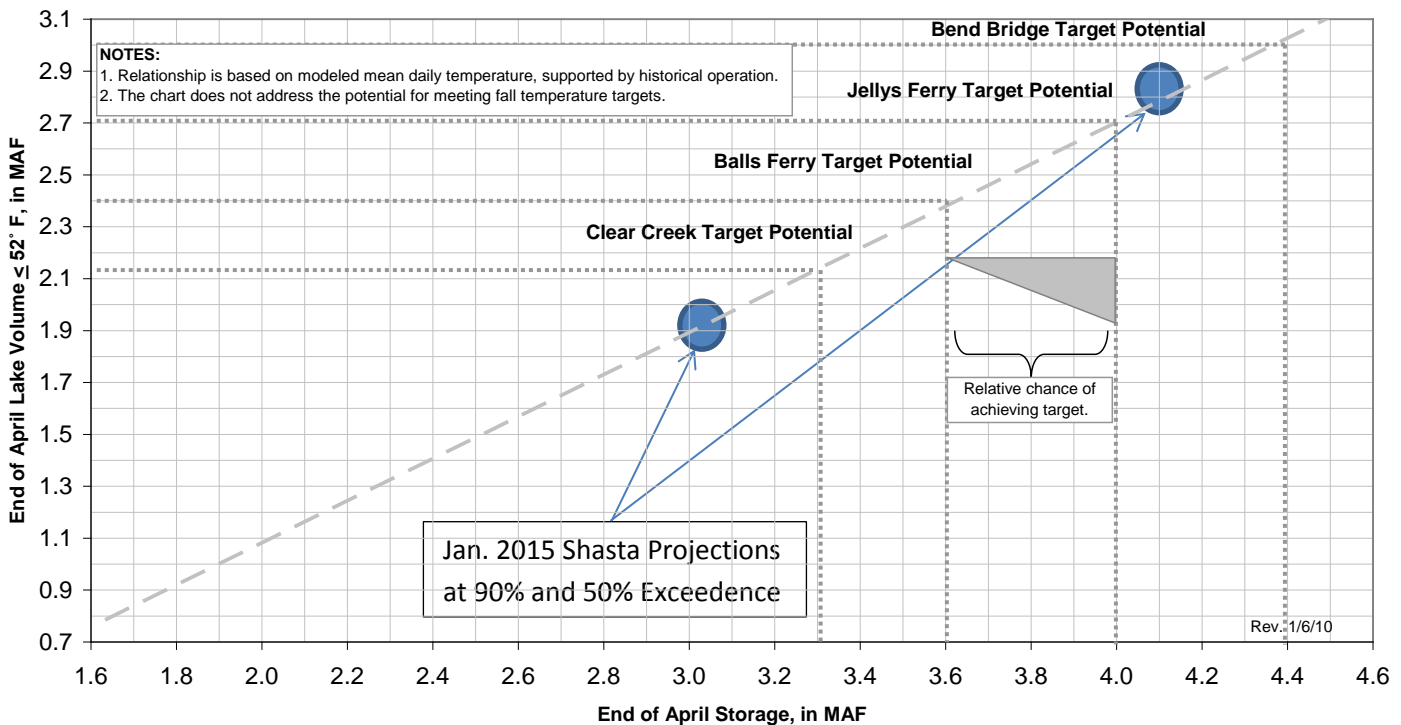 3.1
2.9
2.7
2.5
2.3
2.1
1.9
1.7
1.5
1.3
1.1
0.9
0.7
End of April Lake Volume ≤ 52˚ F, in MAF
NOTES:
1. Relationship is based on modeled mean daily temperature, supported by historical operation.
2. The chart does not address the potential for meeting fall temperature targets.
Bend Bridge Target Potential
Jellys Ferry Target Potential
Balls Ferry Target Potential
Clear Creek Target Potential
Relative chance of
achieving target.
Jan. 2015 Shasta Projections
at 90% and 50% Exceedence
Rev. 1/6/10
1.6 1.8 2.0 2.2 2.4 2.6 2.8 3.0 3.2 3.4 3.6 3.8 4.0 4.2 4.4 4.6
End of April Storage, in MAF